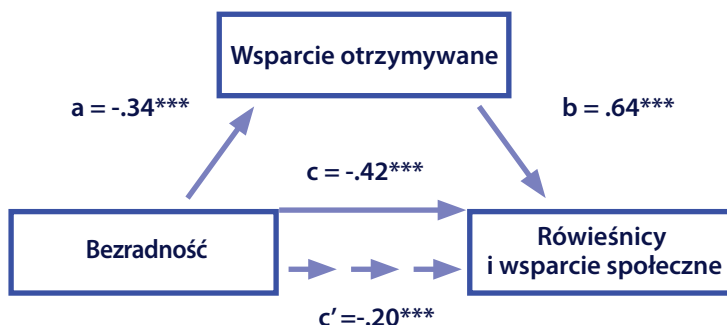 Wsparcie otrzymywane
a = -.34***
b = .64***
c = -.42***
Bezradność
Rówieśnicy
i wsparcie społeczne
c’ =-.20***